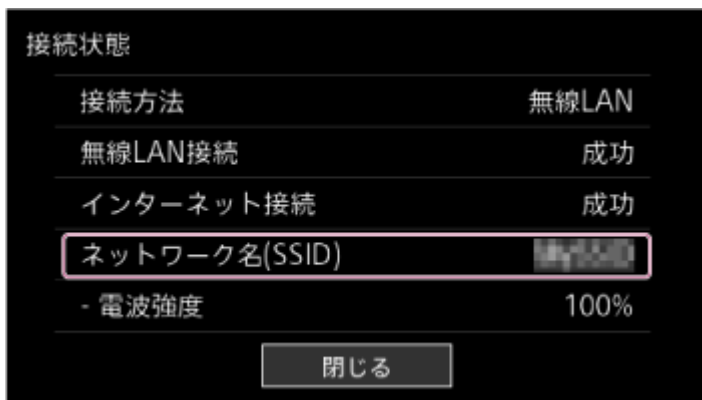 接続状態
接続方法 無線LAN
無線LAN接続 成功
インターネット接続 成功
ネットワーク名(SSID)
- 電波強度 100%
閉じる